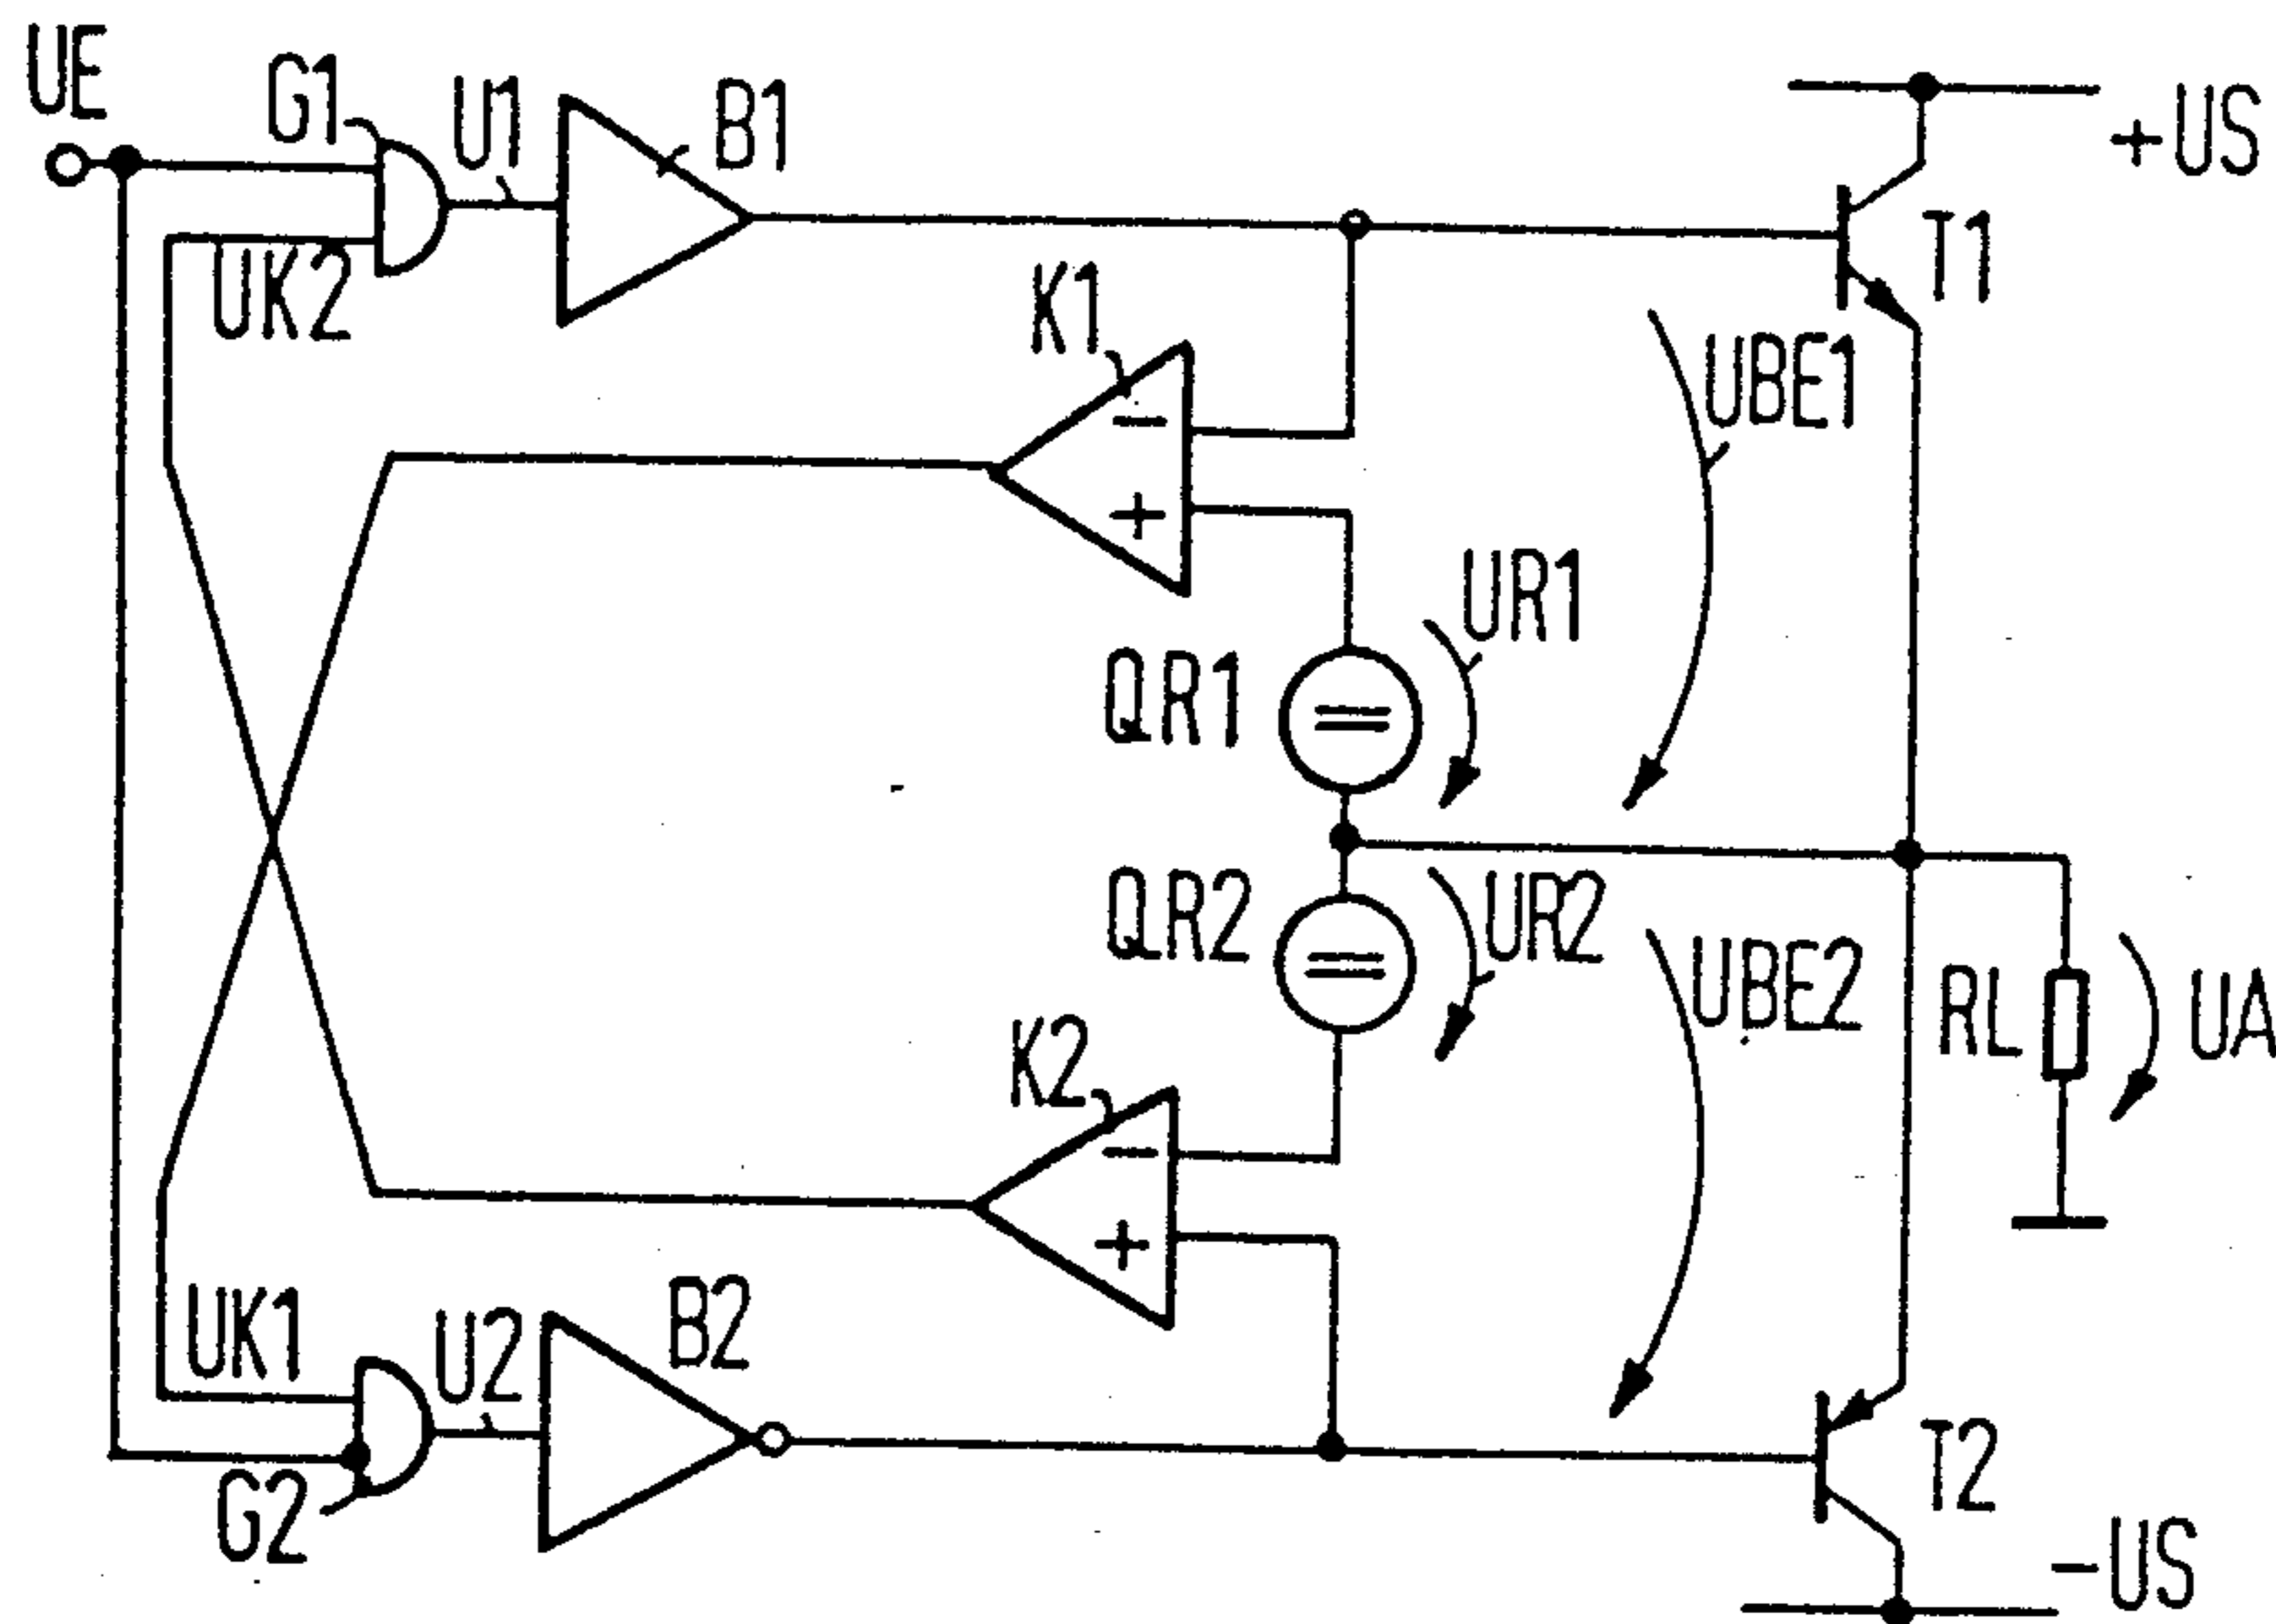 UE
G1
U1
B1
+US
T1
UK2
K1
UBE1
−
+
UR1
QR1
QR2
UR2
UBE2
RL
UA
K2
−
+
UK1
U2
B2
G2
T2
−US